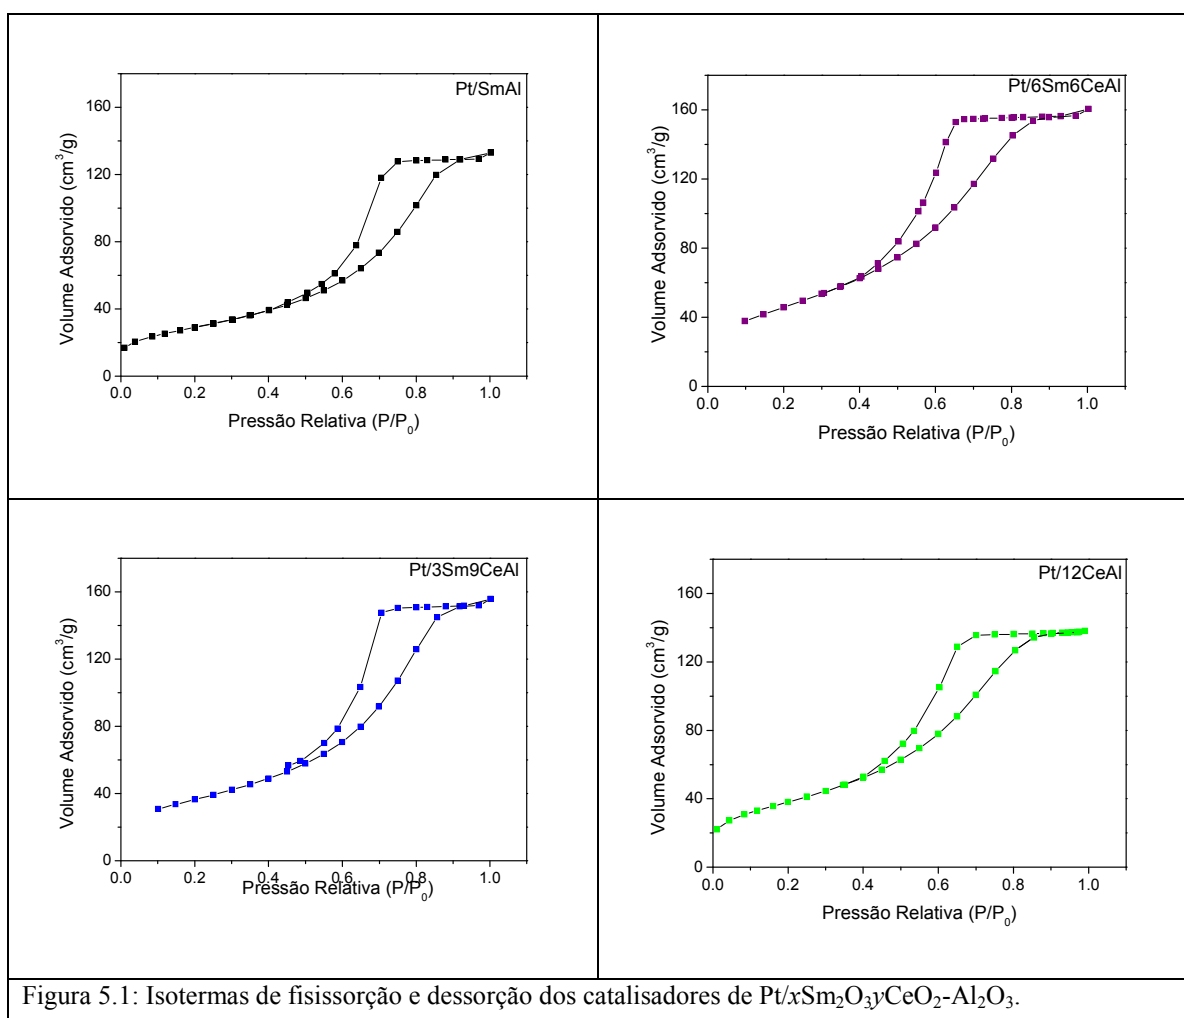 Pt/SmAl
160
120
80
40
0
0.0 0.2 0.4 0.6 0.8 1.0
Volume Adsorvido (cm³/g)
Pressão Relativa (P/P₀)
Pt/6Sm6CeAl
160
120
80
40
0
0.0 0.2 0.4 0.6 0.8 1.0
Volume Adsorvido (cm³/g)
Pressão Relativa (P/P₀)
Pt/3Sm9CeAl
160
120
80
40
0
0.0 0.2 0.4 0.6 0.8 1.0
Volume Adsorvido (cm³/g)
Pressão Relativa (P/P₀)
Pt/12CeAl
160
120
80
40
0
0.0 0.2 0.4 0.6 0.8 1.0
Volume Adsorvido (cm³/g)
Pressão Relativa (P/P₀)
Figura 5.1: Isotermas de fisissorção e dessorção dos catalisadores de Pt/xSm₂O₃yCeO₂-Al₂O₃.